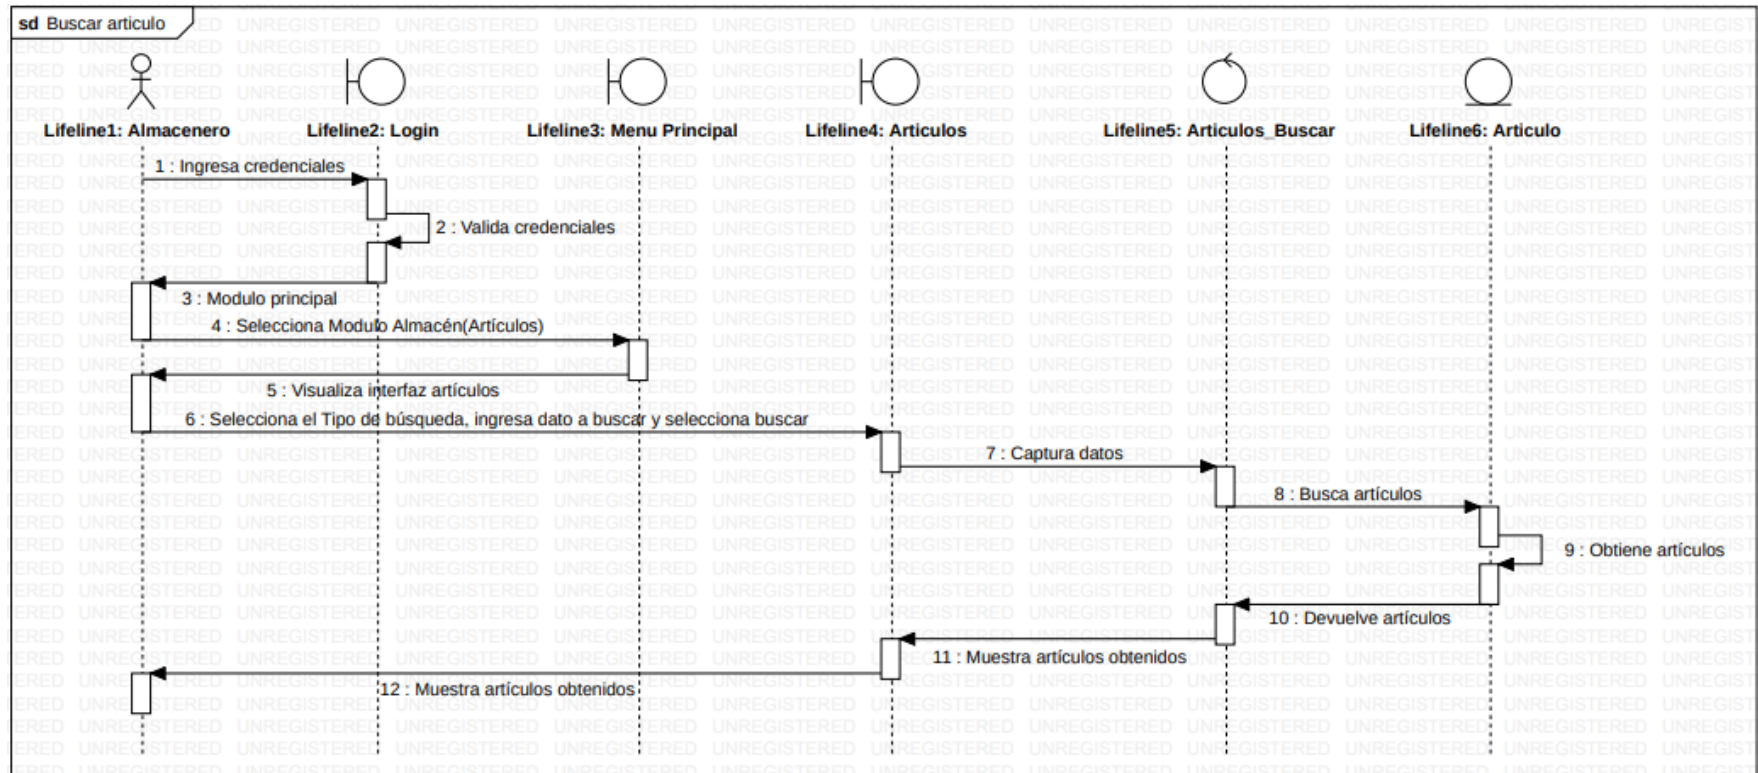 sd Buscar articulo
Lifeline1: Almacenero
Lifeline2: Login
Lifeline3: Menu Principal
Lifeline4: Articulos
Lifeline5: Articulos_Buscar
Lifeline6: Articulo
1 : Ingresa credenciales
2 : Valida credenciales
3 : Modulo principal
4 : Selecciona Modulo Almacén(Artículos)
5 : Visualiza interfaz artículos
6 : Selecciona el Tipo de búsqueda, ingresa dato a buscar y selecciona buscar
7 : Captura datos
8 : Busca artículos
9 : Obtiene artículos
10 : Devuelve artículos
11 : Muestra artículos obtenidos
12 : Muestra artículos obtenidos
UNREGISTERED